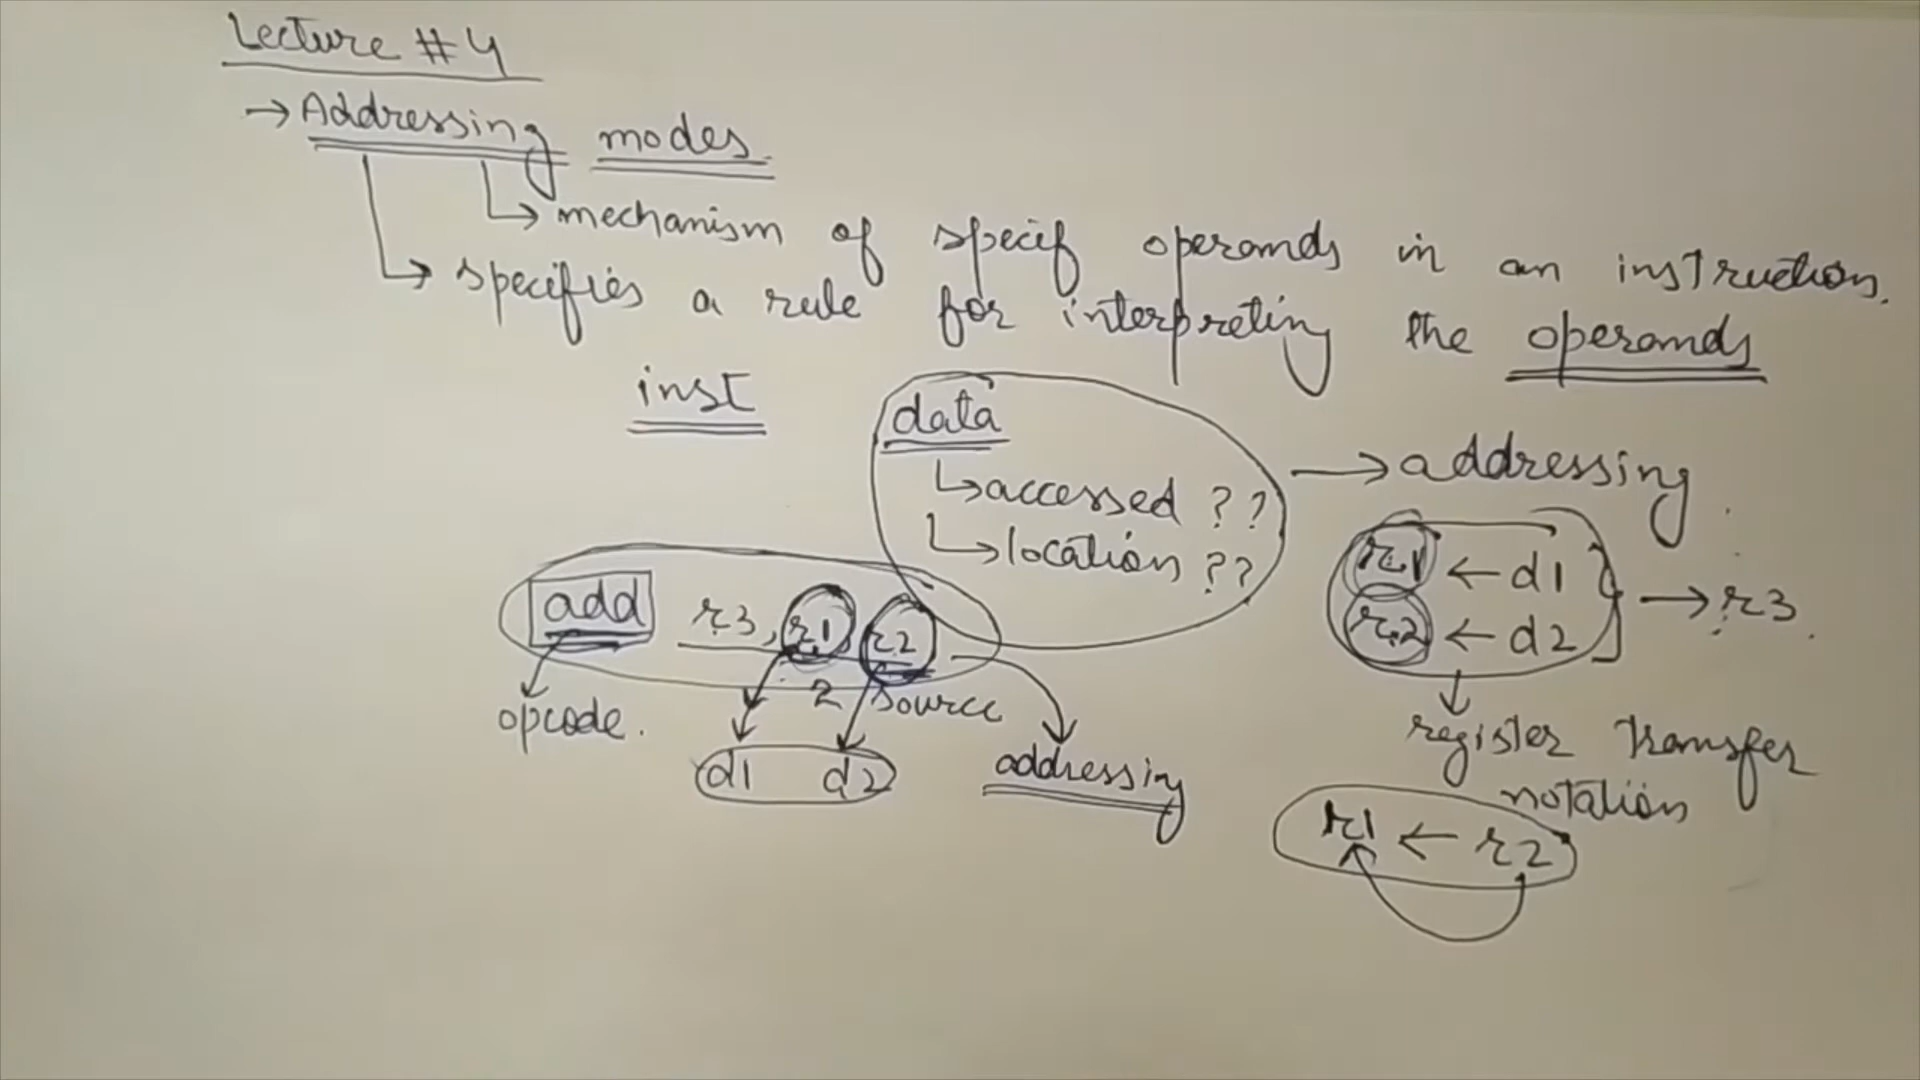 Lecture #4
→ Addressing modes
→ mechanism of specif operands in an instruction.
→ specifies a rule for interpreting the operands
inst
data
→ accessed ??
→ location ??
→ addressing
add r3, r1 r2
opcode.
2 source
d1 d2
addressing
r1 ← d1
r2 ← d2
→ r3
register transfer
notation
r1 ← r2